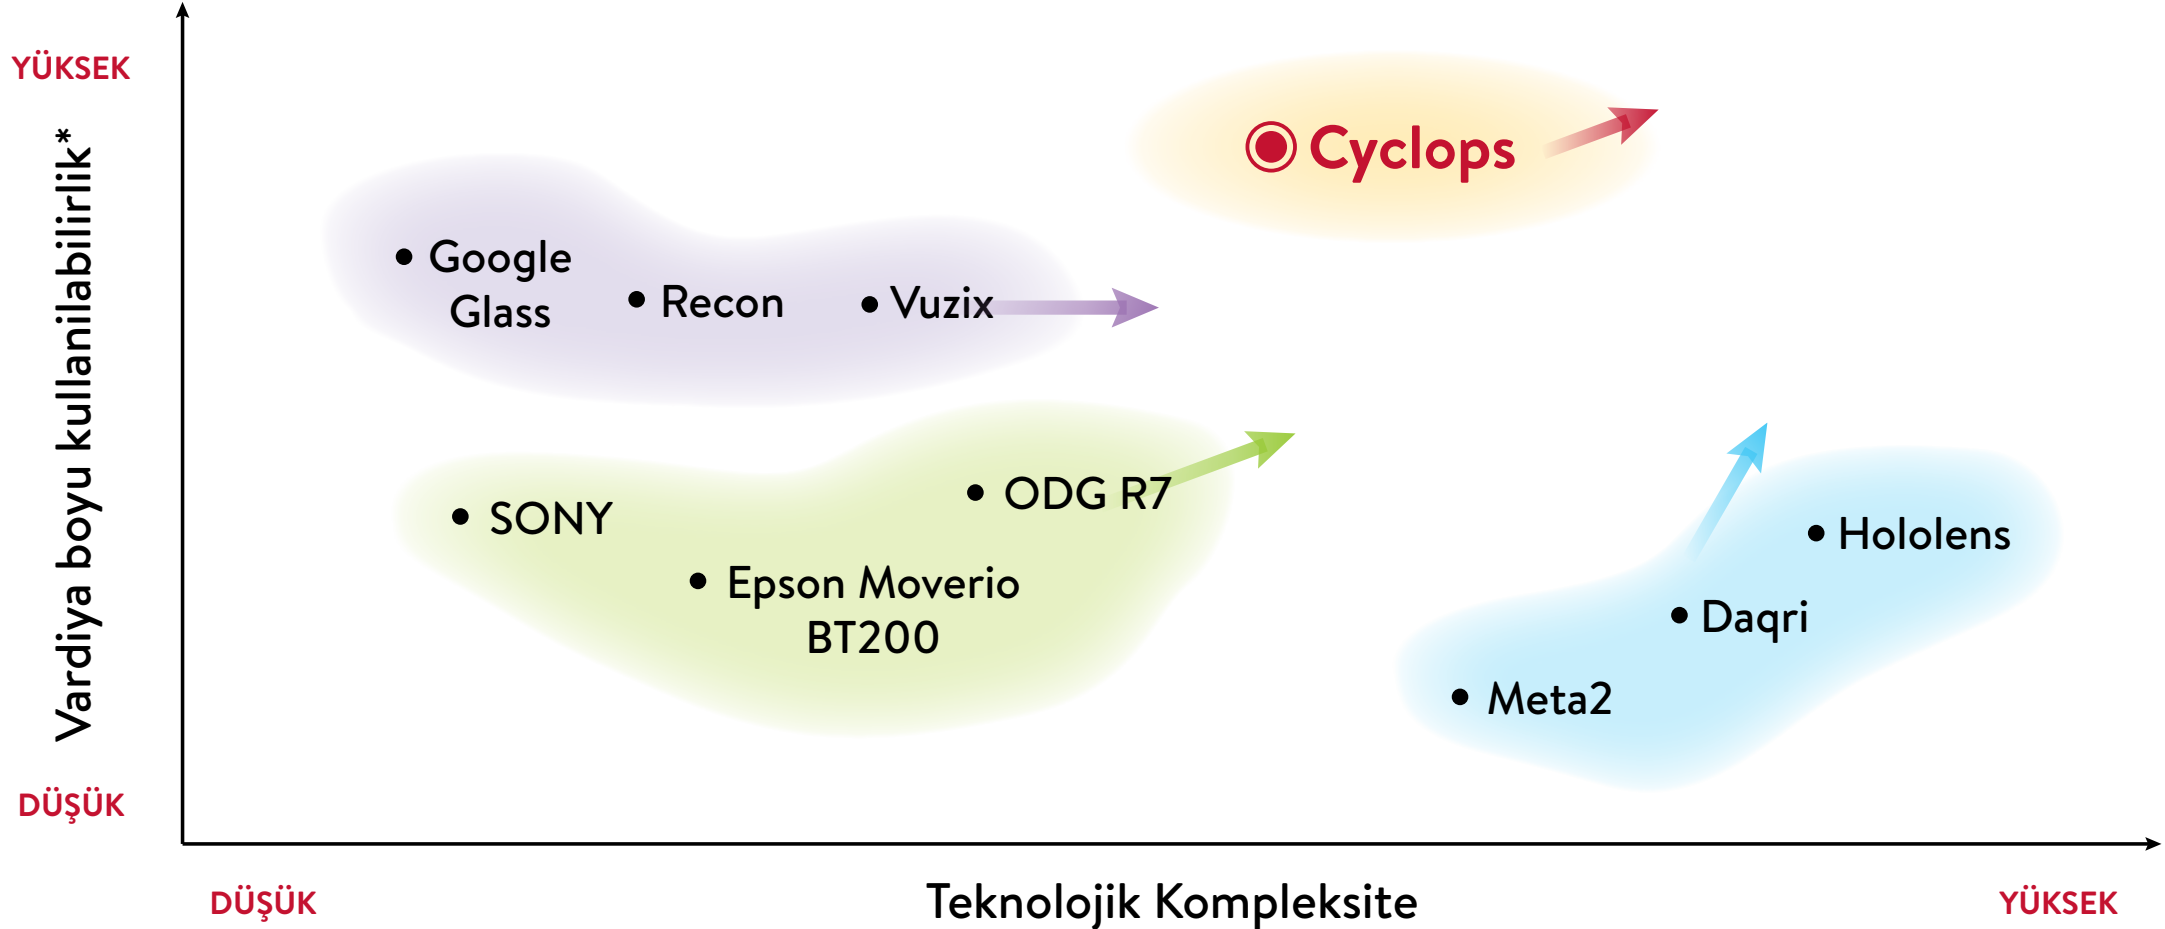 YÜKSEK
Vardiya boyu kullanilabilirlik*
DÜŞÜK
Cyclops
Google
Glass
Recon
Vuzix
SONY
ODG R7
Epson Moverio
BT200
Hololens
Daqri
Meta2
DÜŞÜK
Teknolojik Kompleksite
YÜKSEK